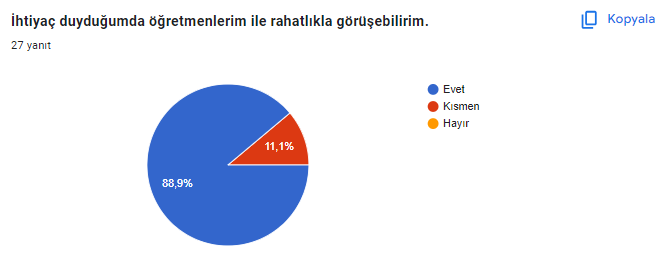 İhtiyaç duyduğumda öğretmenlerim ile rahatlıkla görüşebilirim.
Kopyala
27 yanıt
Evet
Kısmen
Hayır
11,1%
88,9%